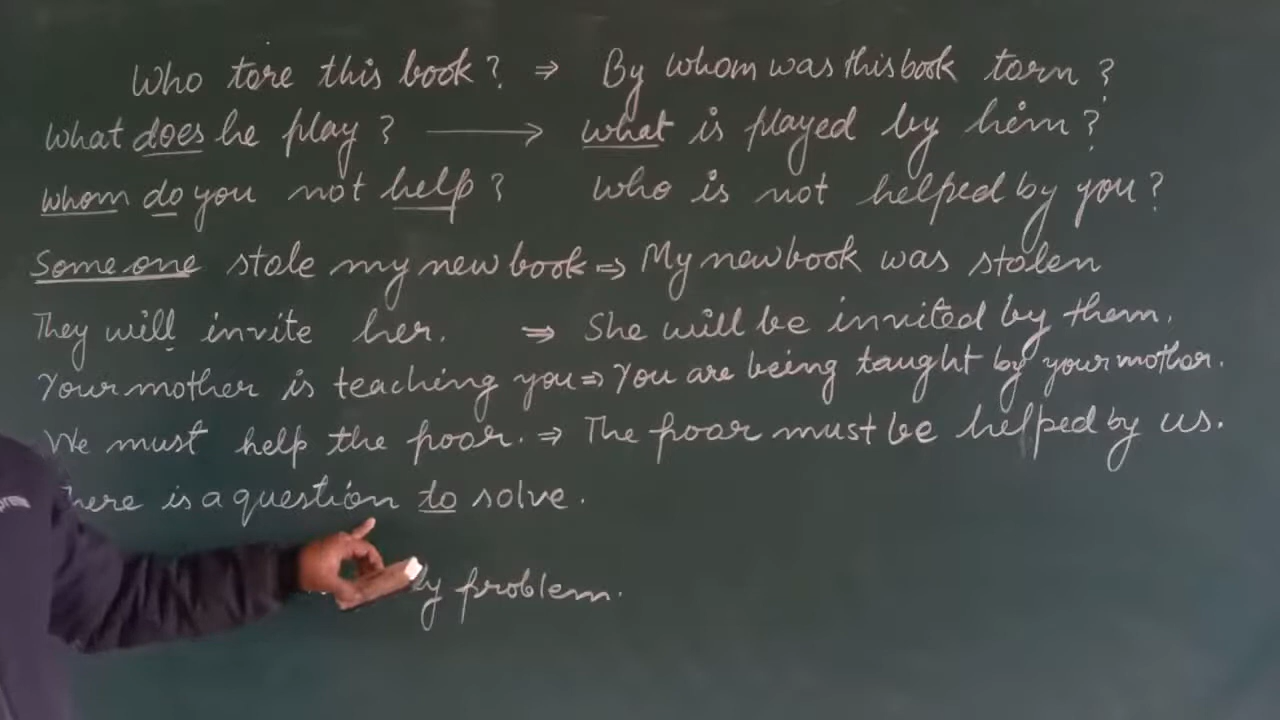 Who tore this book? ⇒ By whom was this book torn?
What does he play? ⟶ what is played by him?
whom do you not help? who is not helped by you?
Someone stole my new book ⇒ My new book was stolen
They will invite her. ⇒ She will be invited by them.
Your mother is teaching you ⇒ You are being taught by your mother.
We must help the poor. ⇒ The poor must be helped by us.
here is a question to solve.
problem.